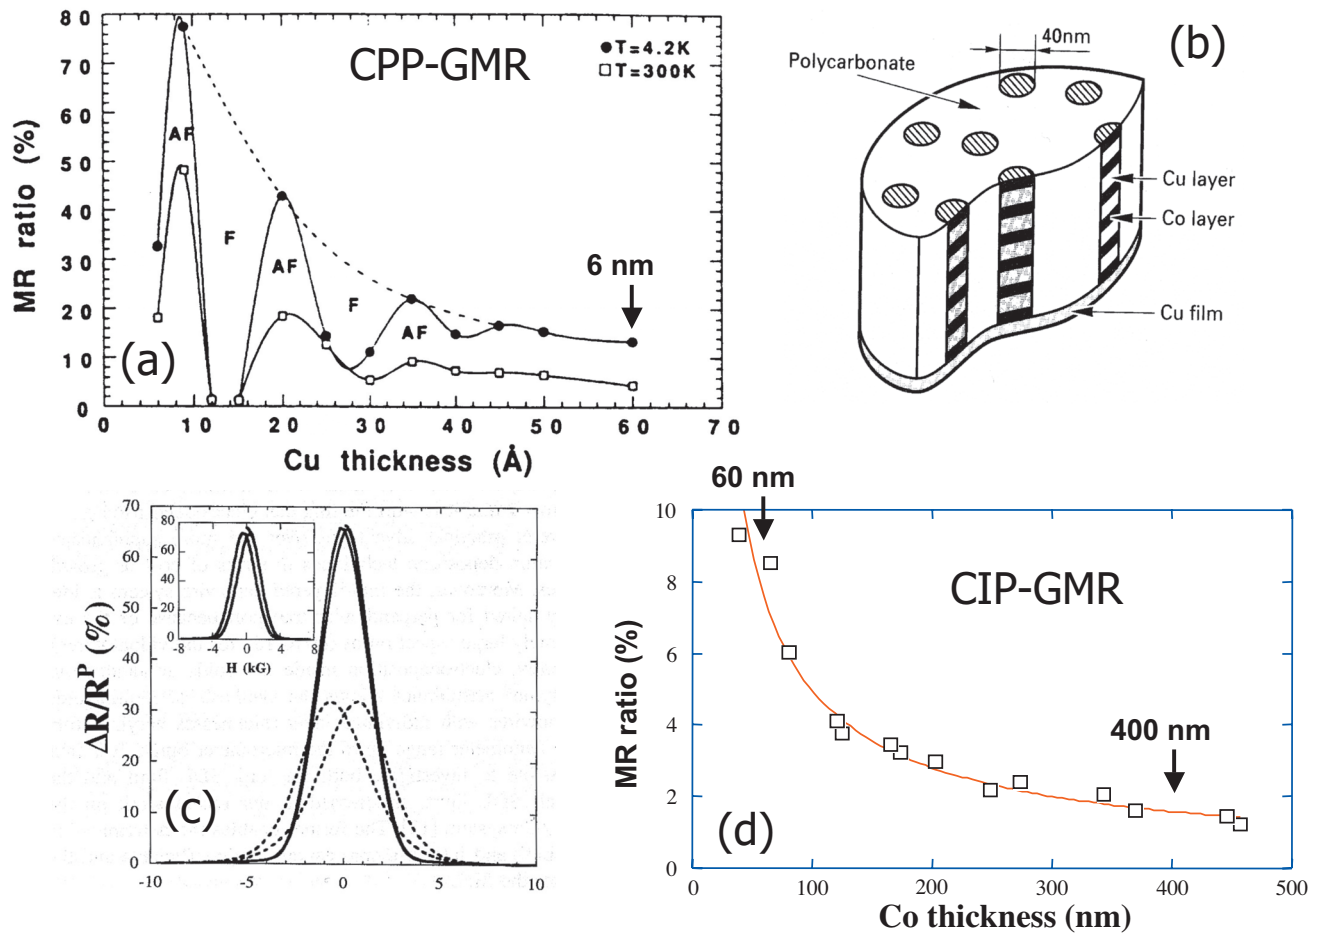 CPP-GMR
T=4.2K
T=300K
80
70
60
50
40
30
20
10
0
MR ratio (%)
AF
F
AF
F
AF
6 nm
(a)
0 10 20 30 40 50 60 70
Cu thickness (Å)
(b)
40nm
Polycarbonate
Cu layer
Co layer
Cu film
70
60
50
40
30
20
10
0
ΔR/R^P (%)
80
60
40
20
0
-8 -4 0 4 8
H (kG)
(c)
-10 -5 0 5 10
60 nm
10
8
6
4
2
0
MR ratio (%)
CIP-GMR
400 nm
(d)
0 100 200 300 400 500
Co thickness (nm)